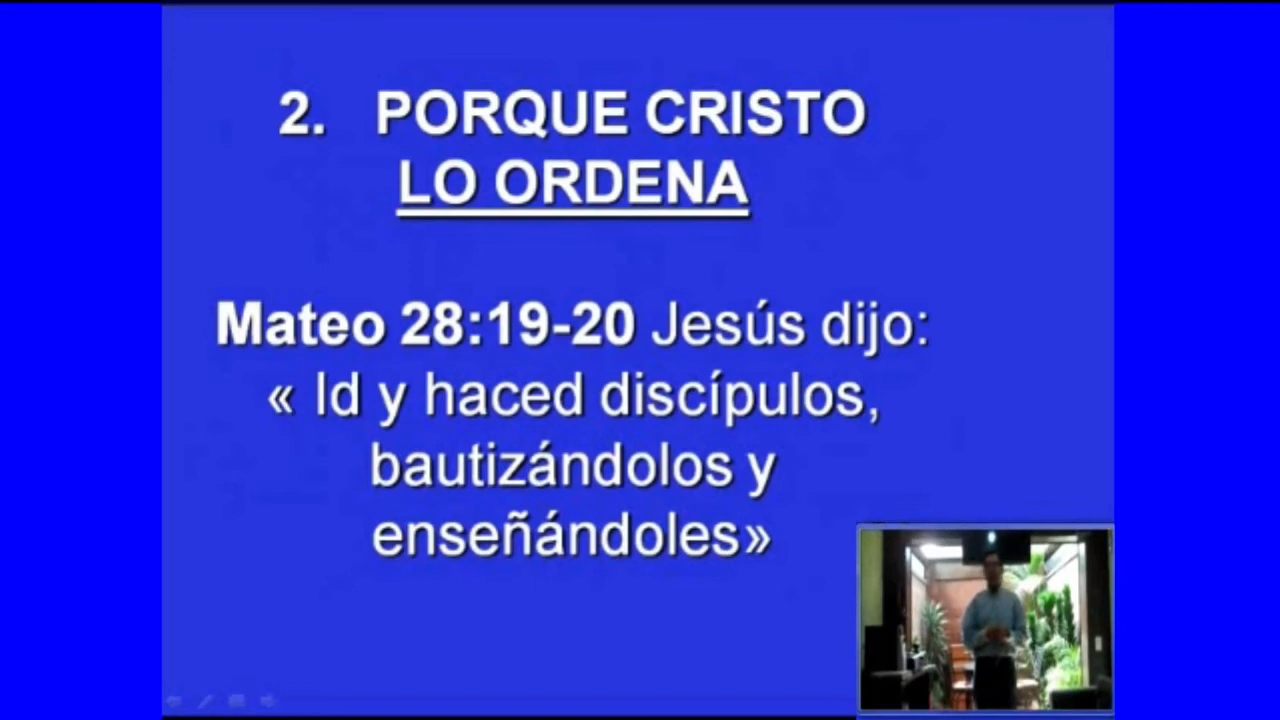 2. PORQUE CRISTO
LO ORDENA
Mateo 28:19-20 Jesús dijo:
« Id y haced discípulos,
bautizándolos y
enseñándoles»